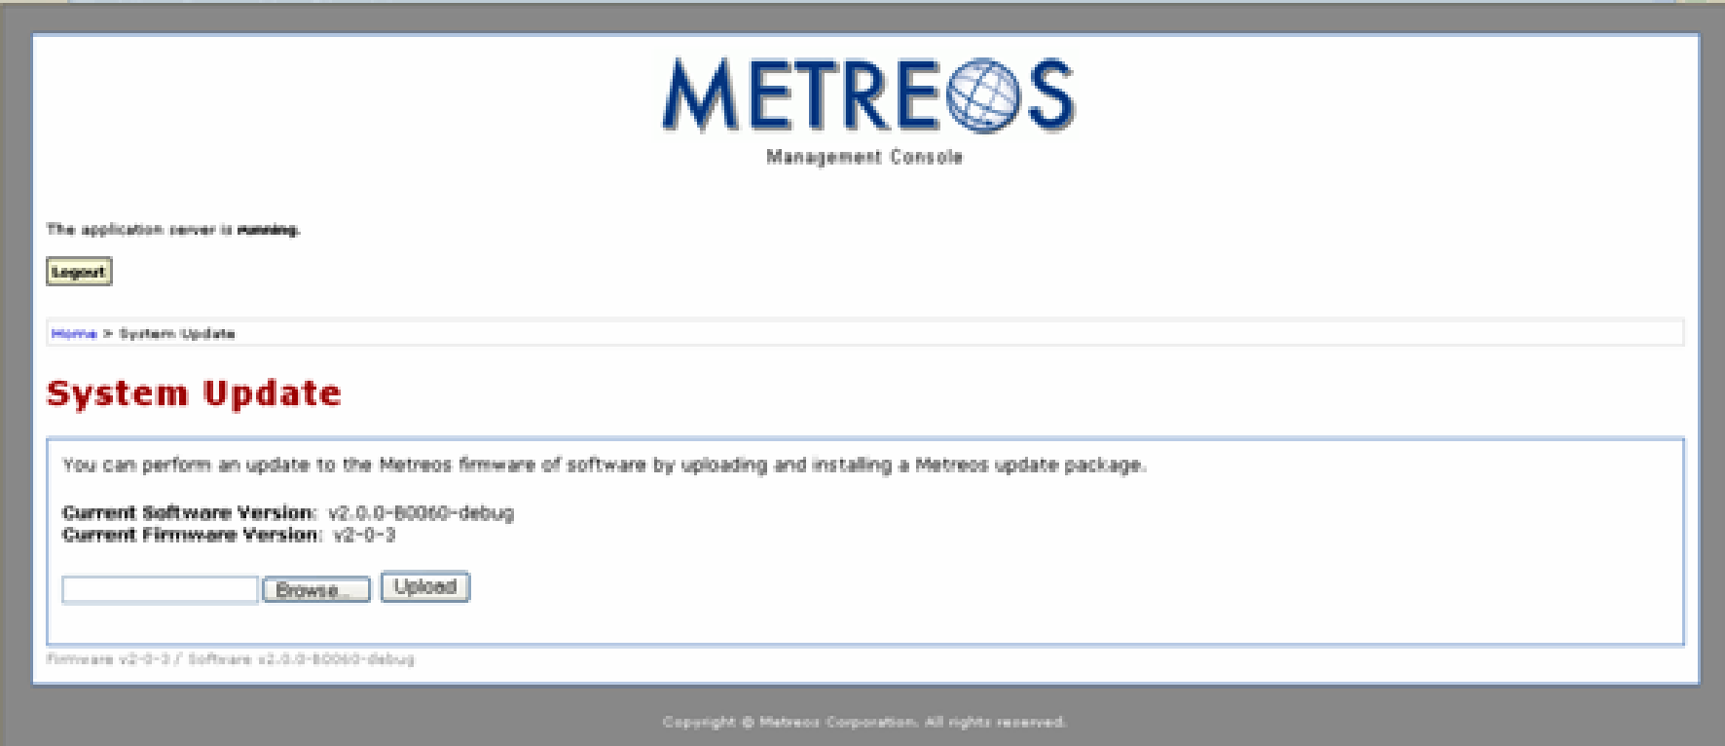 METREOS
Management Console
The application server is running.
Logout
Home > System Update
System Update
You can perform an update to the Metreos firmware of software by uploading and installing a Metreos update package.
Current Software Version: v2.0.0-B0060-debug
Current Firmware Version: v2-0-3
Browse... Upload
Firmware v2-0-3 / Software v2.0.0-B0060-debug
Copyright © Metreos Corporation. All rights reserved.